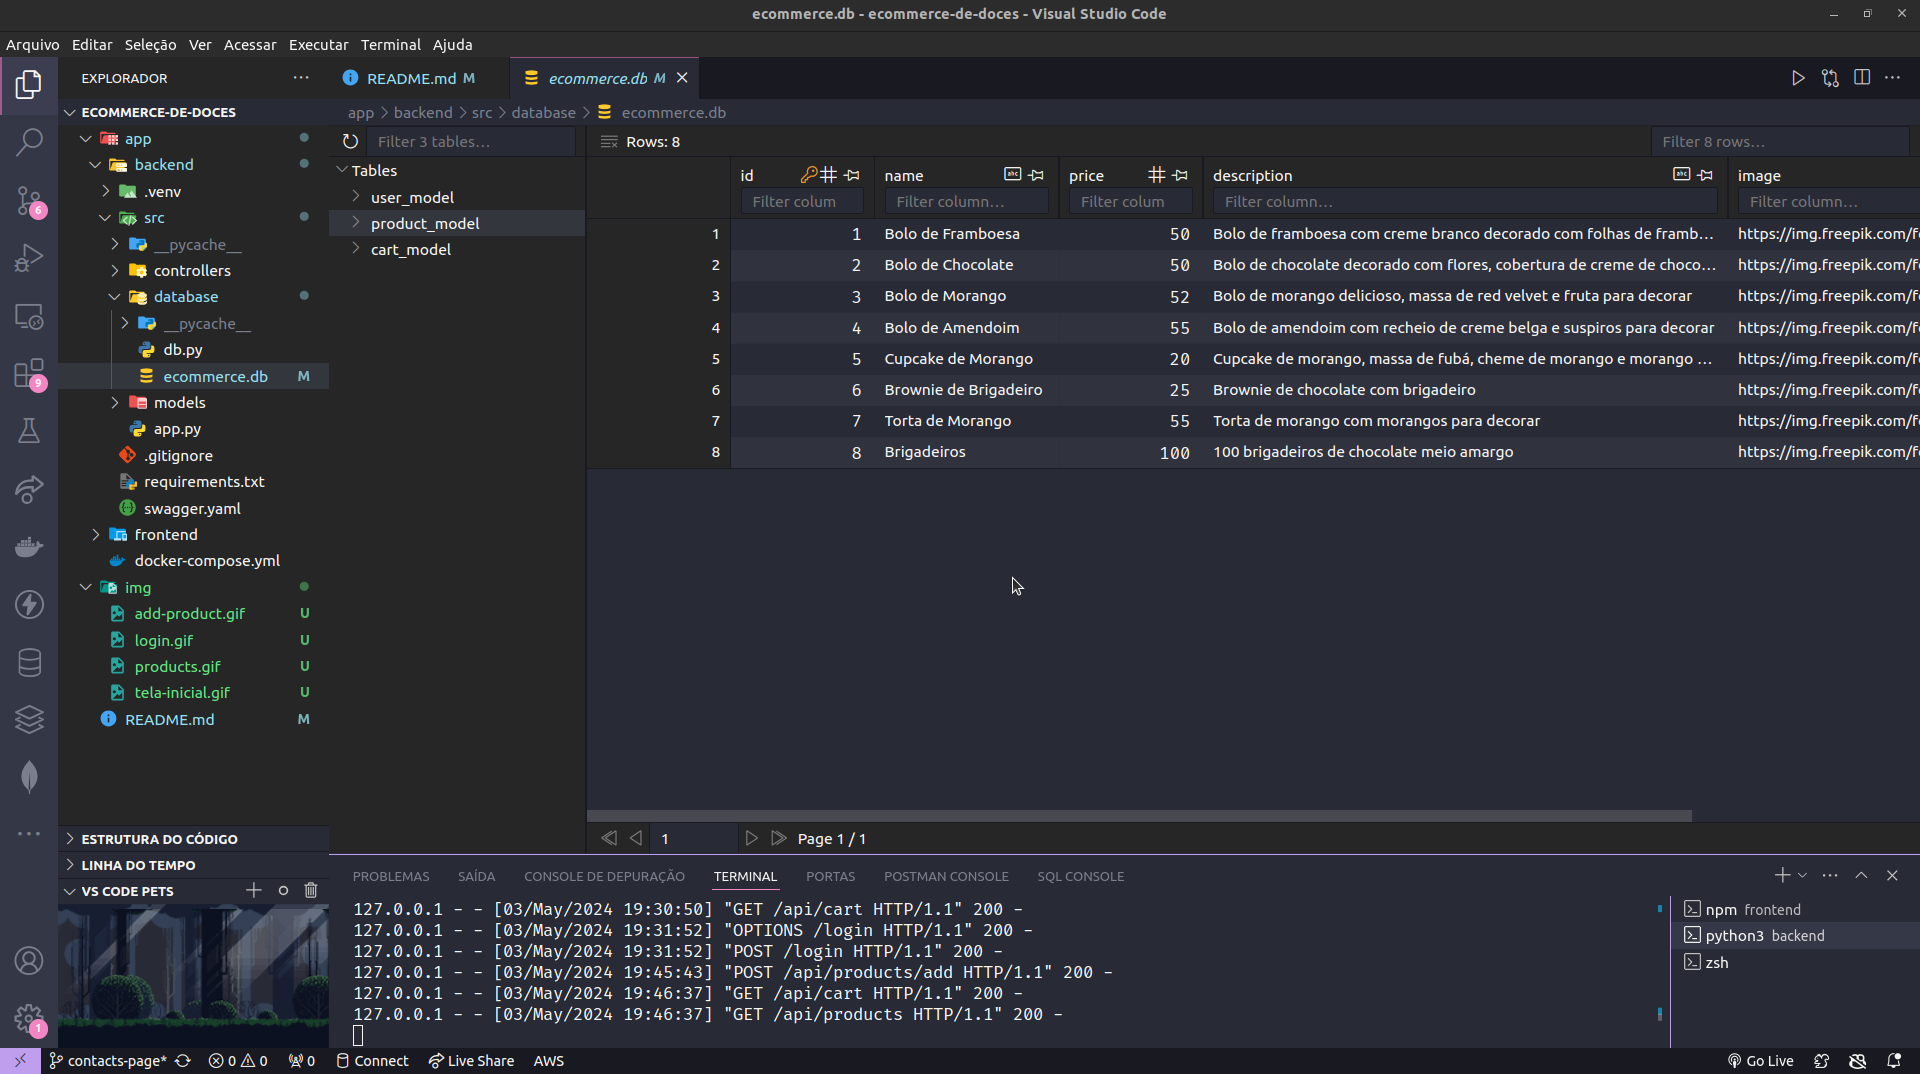 ecommerce.db - ecommerce-de-doces - Visual Studio Code
Arquivo Editar Seleção Ver Acessar Executar Terminal Ajuda
EXPLORADOR
README.md M
ecommerce.db M
ECOMMERCE-DE-DOCES
app > backend > src > database > ecommerce.db
app
backend
.venv
src
__pycache__
controllers
database
__pycache__
db.py
ecommerce.db M
models
app.py
.gitignore
requirements.txt
swagger.yaml
frontend
docker-compose.yml
img
add-product.gif U
login.gif U
products.gif U
tela-inicial.gif U
README.md M
ESTRUTURA DO CÓDIGO
LINHA DO TEMPO
VS CODE PETS
6
9
1
Filter 3 tables...
Tables
user_model
product_model
cart_model
Rows: 8
Filter 8 rows...
id name price description image
Filter colum Filter column... Filter colum Filter column... Filter column...
1 1 Bolo de Framboesa 50 Bolo de framboesa com creme branco decorado com folhas de framb... https://img.freepik.com/f
2 2 Bolo de Chocolate 50 Bolo de chocolate decorado com flores, cobertura de creme de choco... https://img.freepik.com/f
3 3 Bolo de Morango 52 Bolo de morango delicioso, massa de red velvet e fruta para decorar https://img.freepik.com/f
4 4 Bolo de Amendoim 55 Bolo de amendoim com recheio de creme belga e suspiros para decorar https://img.freepik.com/f
5 5 Cupcake de Morango 20 Cupcake de morango, massa de fubá, cheme de morango e morango ... https://img.freepik.com/f
6 6 Brownie de Brigadeiro 25 Brownie de chocolate com brigadeiro https://img.freepik.com/f
7 7 Torta de Morango 55 Torta de morango com morangos para decorar https://img.freepik.com/f
8 8 Brigadeiros 100 100 brigadeiros de chocolate meio amargo https://img.freepik.com/f
1 Page 1 / 1
PROBLEMAS SAÍDA CONSOLE DE DEPURAÇÃO TERMINAL PORTAS POSTMAN CONSOLE SQL CONSOLE
127.0.0.1 - - [03/May/2024 19:30:50] "GET /api/cart HTTP/1.1" 200 -
127.0.0.1 - - [03/May/2024 19:31:52] "OPTIONS /login HTTP/1.1" 200 -
127.0.0.1 - - [03/May/2024 19:31:52] "POST /login HTTP/1.1" 200 -
127.0.0.1 - - [03/May/2024 19:45:43] "POST /api/products/add HTTP/1.1" 200 -
127.0.0.1 - - [03/May/2024 19:46:37] "GET /api/cart HTTP/1.1" 200 -
127.0.0.1 - - [03/May/2024 19:46:37] "GET /api/products HTTP/1.1" 200 -
npm frontend
python3 backend
zsh
contacts-page* 0 0 0 Connect Live Share AWS Go Live